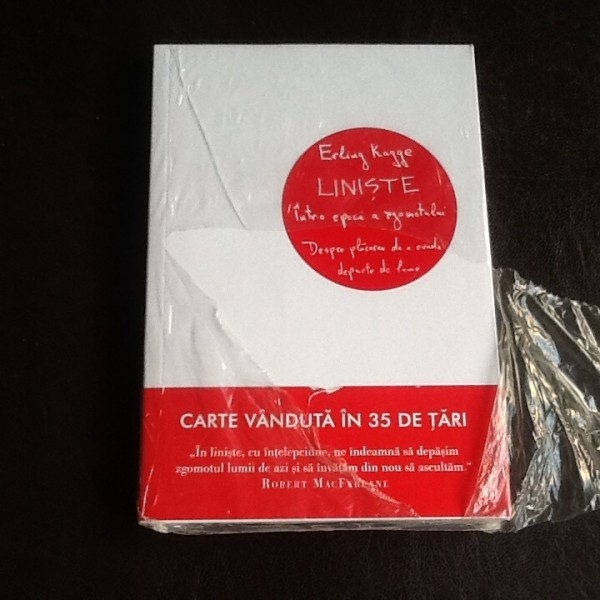 Erling Kagge
LINIȘTE
într-o epocă a zgomotului
Despre plăcerea de a evada
departe de lume
CARTE VÂNDUTĂ ÎN 35 DE ȚĂRI
„În liniște, cu înțelepciune, ne îndeamnă să depășim
zgomotul lumii de azi și să învățăm din nou să ascultăm.”
ROBERT MACFARLANE